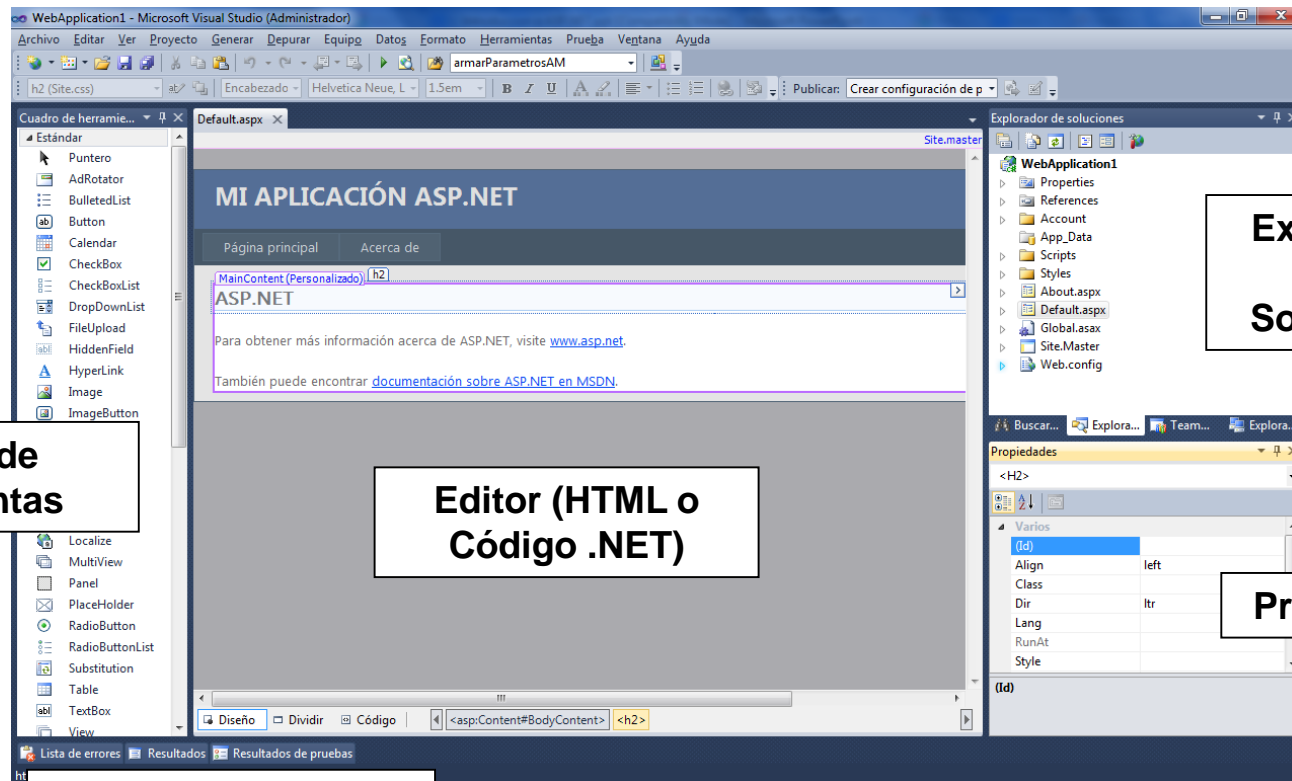 WebApplication1 - Microsoft Visual Studio (Administrador)
Archivo Editar Ver Proyecto Generar Depurar Equipo Datos Formato Herramientas Prueba Ventana Ayuda
armarParametrosAM
h2 (Site.css) Encabezado Helvetica Neue, L 1.5em B I U A Publicar: Crear configuración de p
Cuadro de herramie...
Estándar
Puntero
AdRotator
BulletedList
Button
Calendar
CheckBox
CheckBoxList
DropDownList
FileUpload
HiddenField
HyperLink
Image
ImageButton
de
ntas
Localize
MultiView
Panel
PlaceHolder
RadioButton
RadioButtonList
Substitution
Table
TextBox
View
Default.aspx
Site.master
MI APLICACIÓN ASP.NET
Página principal Acerca de
MainContent (Personalizado) h2
ASP.NET
Para obtener más información acerca de ASP.NET, visite www.asp.net.
También puede encontrar documentación sobre ASP.NET en MSDN.
Editor (HTML o
Código .NET)
Diseño Dividir Código <asp:Content#BodyContent> <h2>
Explorador de soluciones
WebApplication1
Properties
References
Account
App_Data
Scripts
Styles
About.aspx
Default.aspx
Global.asax
Site.Master
Web.config
Ex
So
Buscar... Explora... Team... Explora...
Propiedades
<H2>
Varios
(Id)
Align left
Class
Dir ltr
Lang
RunAt
Style
Pr
(Id)
Lista de errores Resultados Resultados de pruebas
ht